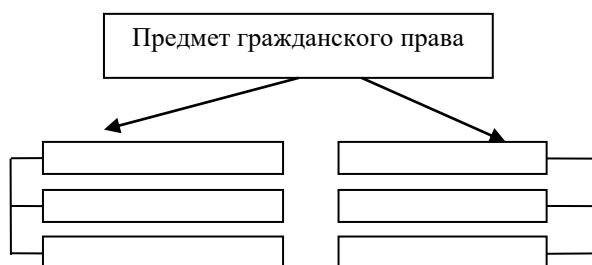 Предмет гражданского права